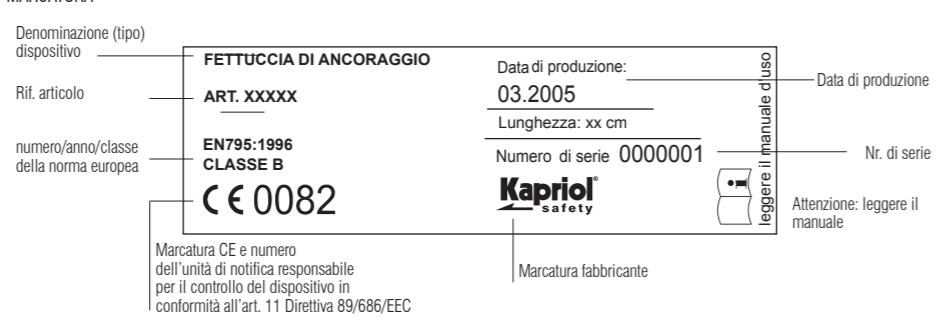 MARCATURA
Denominazione (tipo)
dispositivo
Rif. articolo
numero/anno/classe
della norma europea
FETTUCCIA DI ANCORAGGIO
ART. XXXXX
EN795:1996
CLASSE B
CE 0082
Data di produzione:
03.2005
Lunghezza: xx cm
Numero di serie 0000001
Kapriol®
safety
leggere il manuale d'uso
Data di produzione
Nr. di serie
Attenzione: leggere il
manuale
Marcatura CE e numero
dell'unità di notifica responsabile
per il controllo del dispositivo in
conformità all'art. 11 Direttiva 89/686/EEC
Marcatura fabbricante